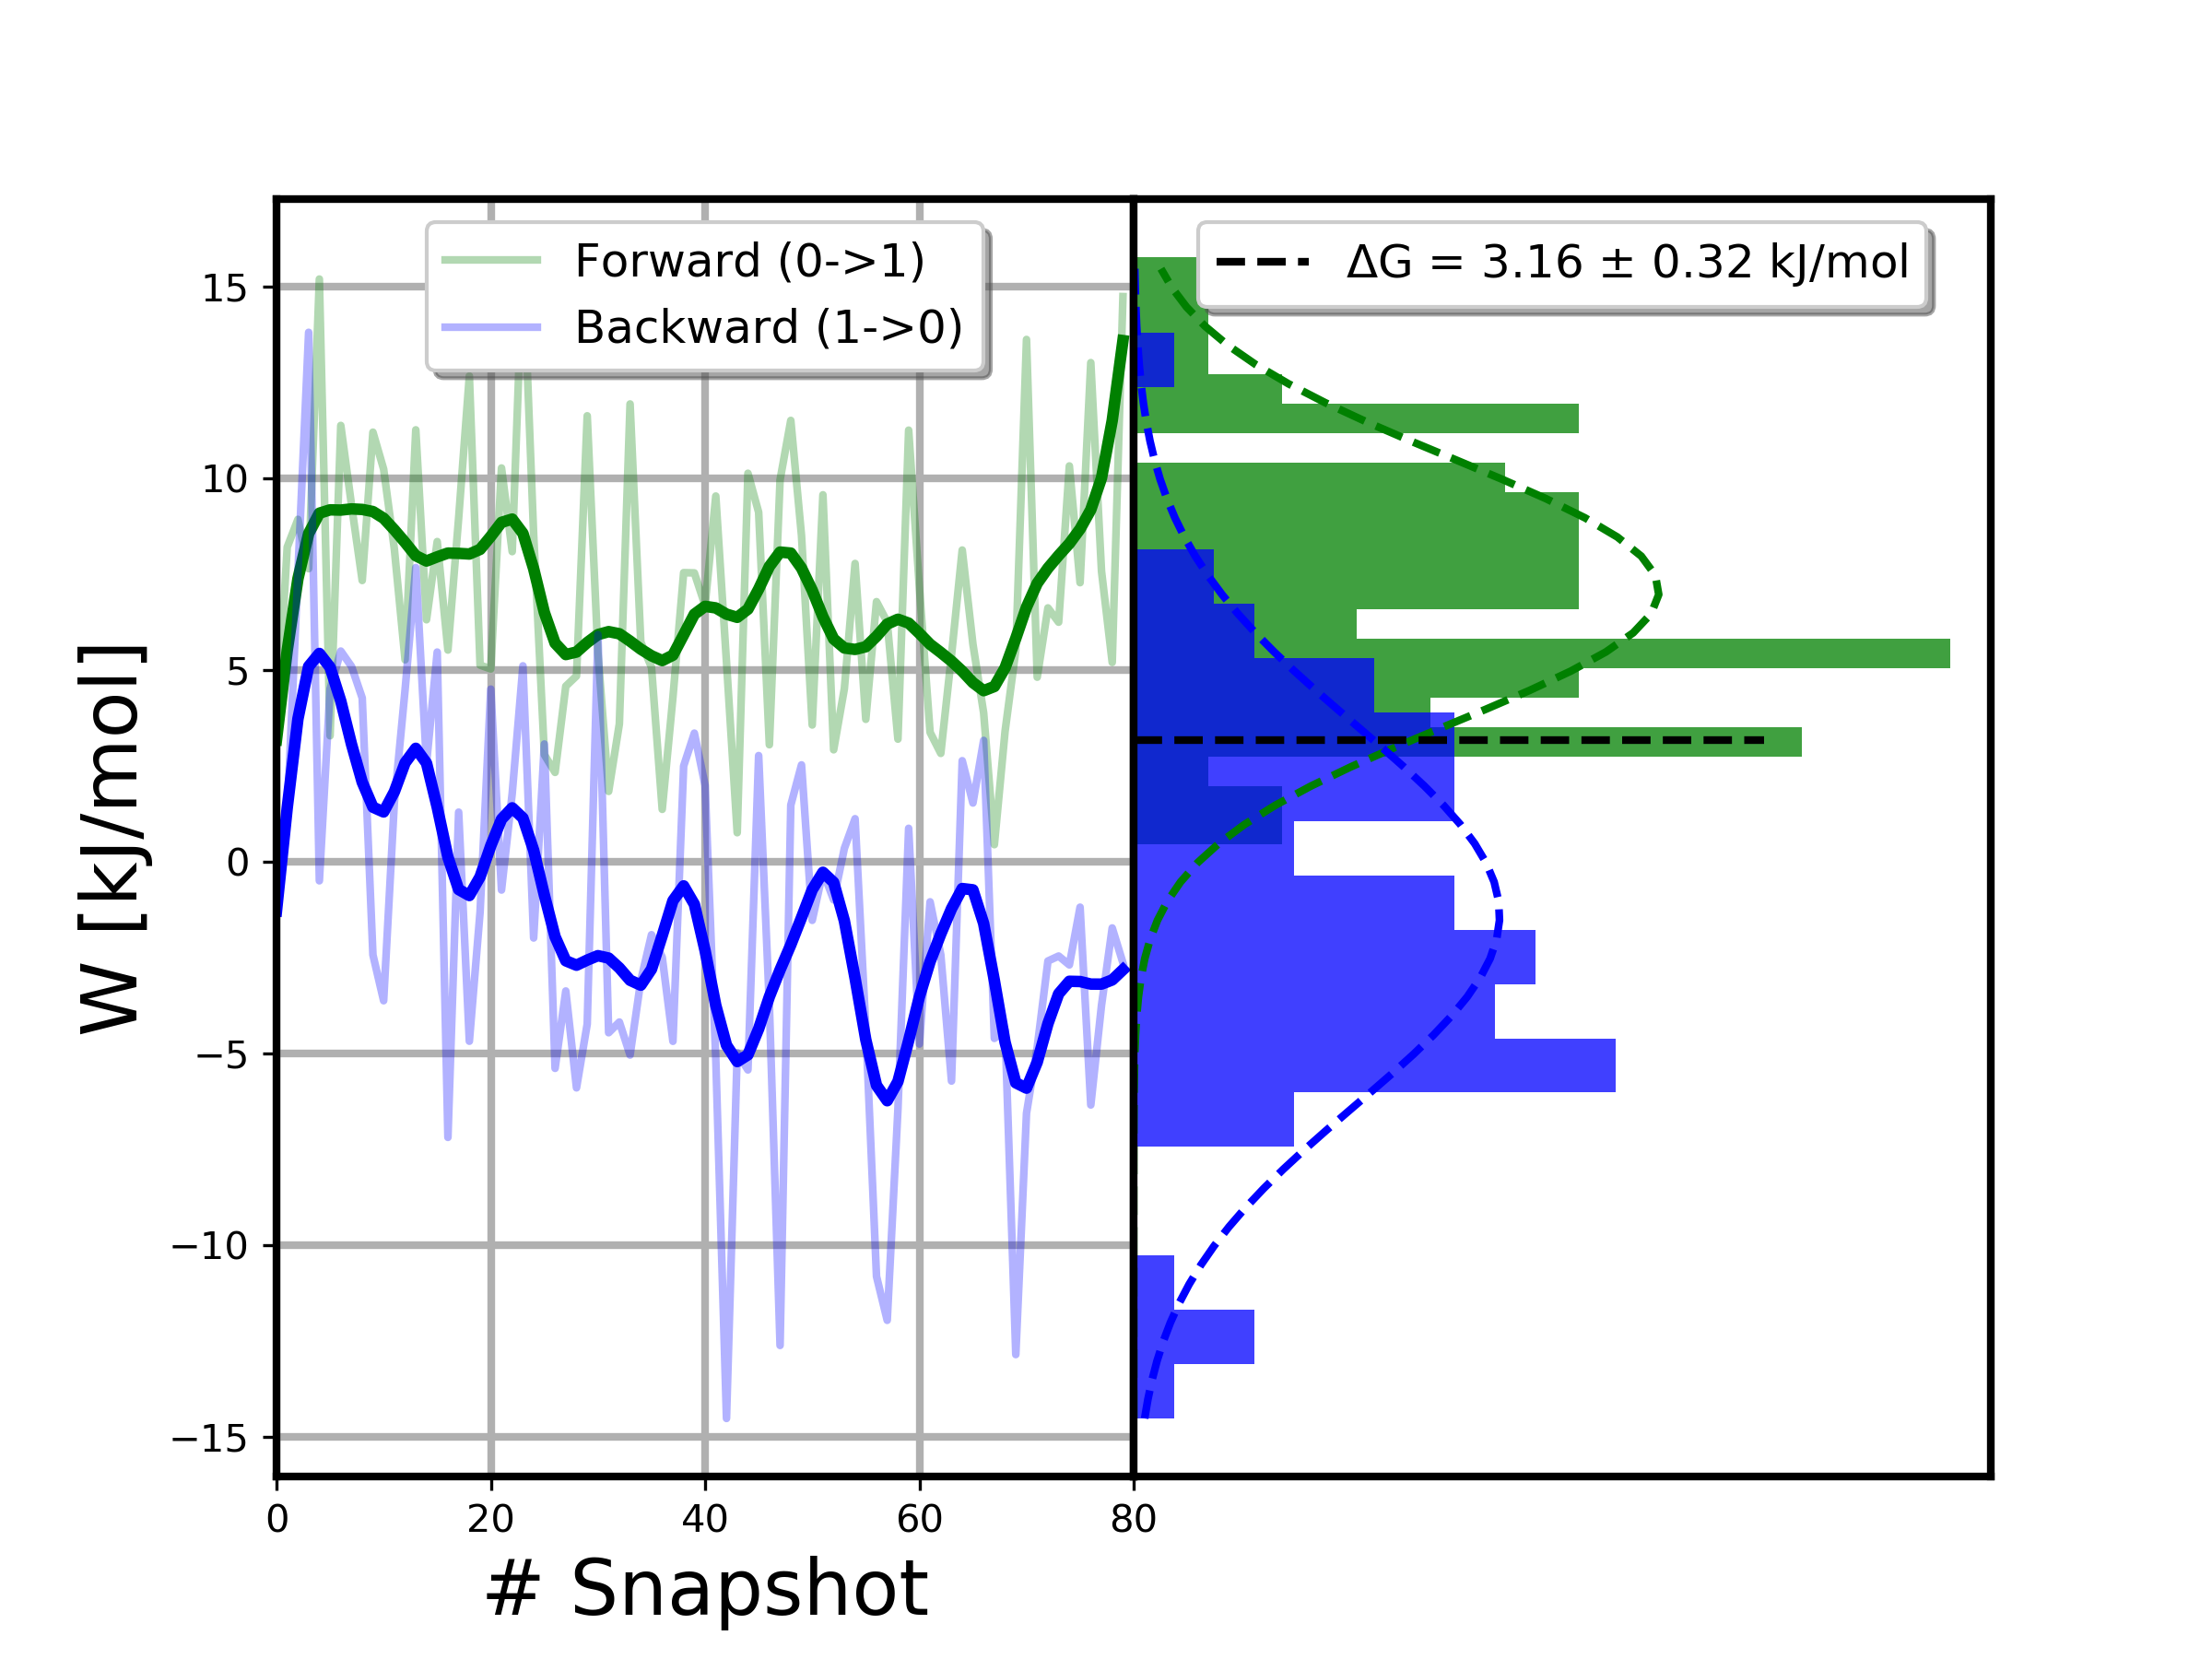 Forward (0->1)
Backward (1->0)
ΔG = 3.16 ± 0.32 kJ/mol
W [kJ/mol]
15
10
5
0
−5
−10
−15
0 20 40 60 80
# Snapshot